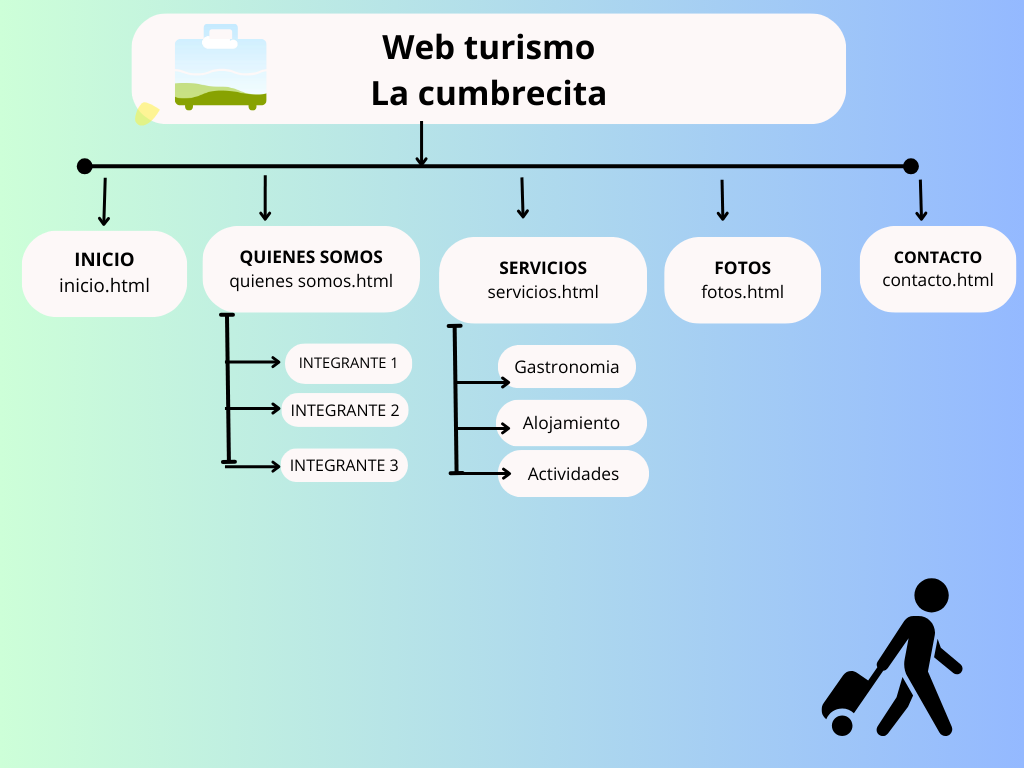 Web turismo
La cumbrecita
INICIO
inicio.html
QUIENES SOMOS
quienes somos.html
SERVICIOS
servicios.html
FOTOS
fotos.html
CONTACTO
contacto.html
INTEGRANTE 1
INTEGRANTE 2
INTEGRANTE 3
Gastronomia
Alojamiento
Actividades